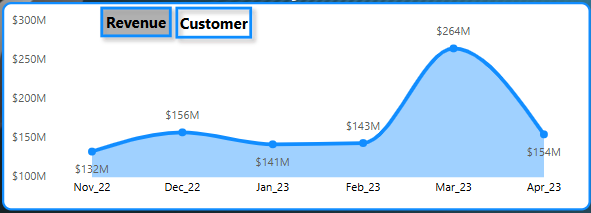 Revenue Customer
$300M
$264M
$250M
$200M
$156M
$143M
$150M
$132M
$141M
$154M
$100M
Nov_22 Dec_22 Jan_23 Feb_23 Mar_23 Apr_23